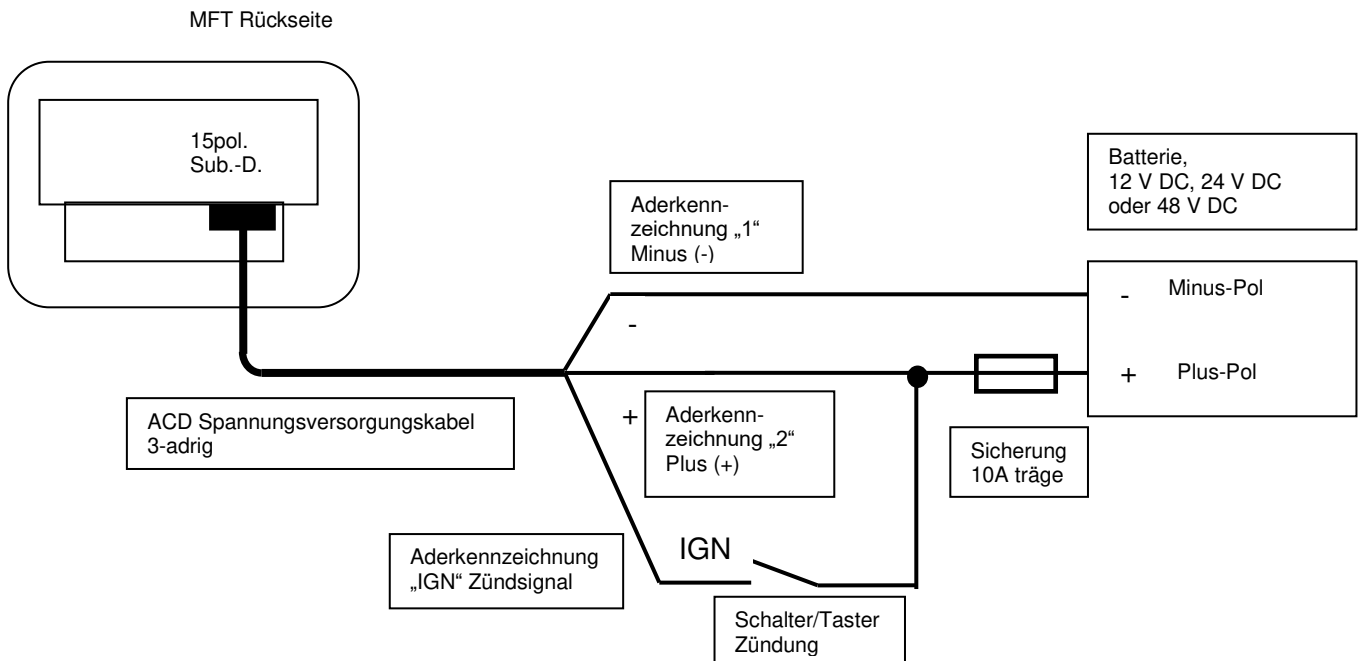 MFT Rückseite
15pol.
Sub.-D.
Batterie,
12 V DC, 24 V DC
oder 48 V DC
Aderkenn-
zeichnung „1“
Minus (-)
- Minus-Pol
-
+ Plus-Pol
ACD Spannungsversorgungskabel
3-adrig
+
Aderkenn-
zeichnung „2“
Plus (+)
Sicherung
10A träge
IGN
Aderkennzeichnung
„IGN“ Zündsignal
Schalter/Taster
Zündung